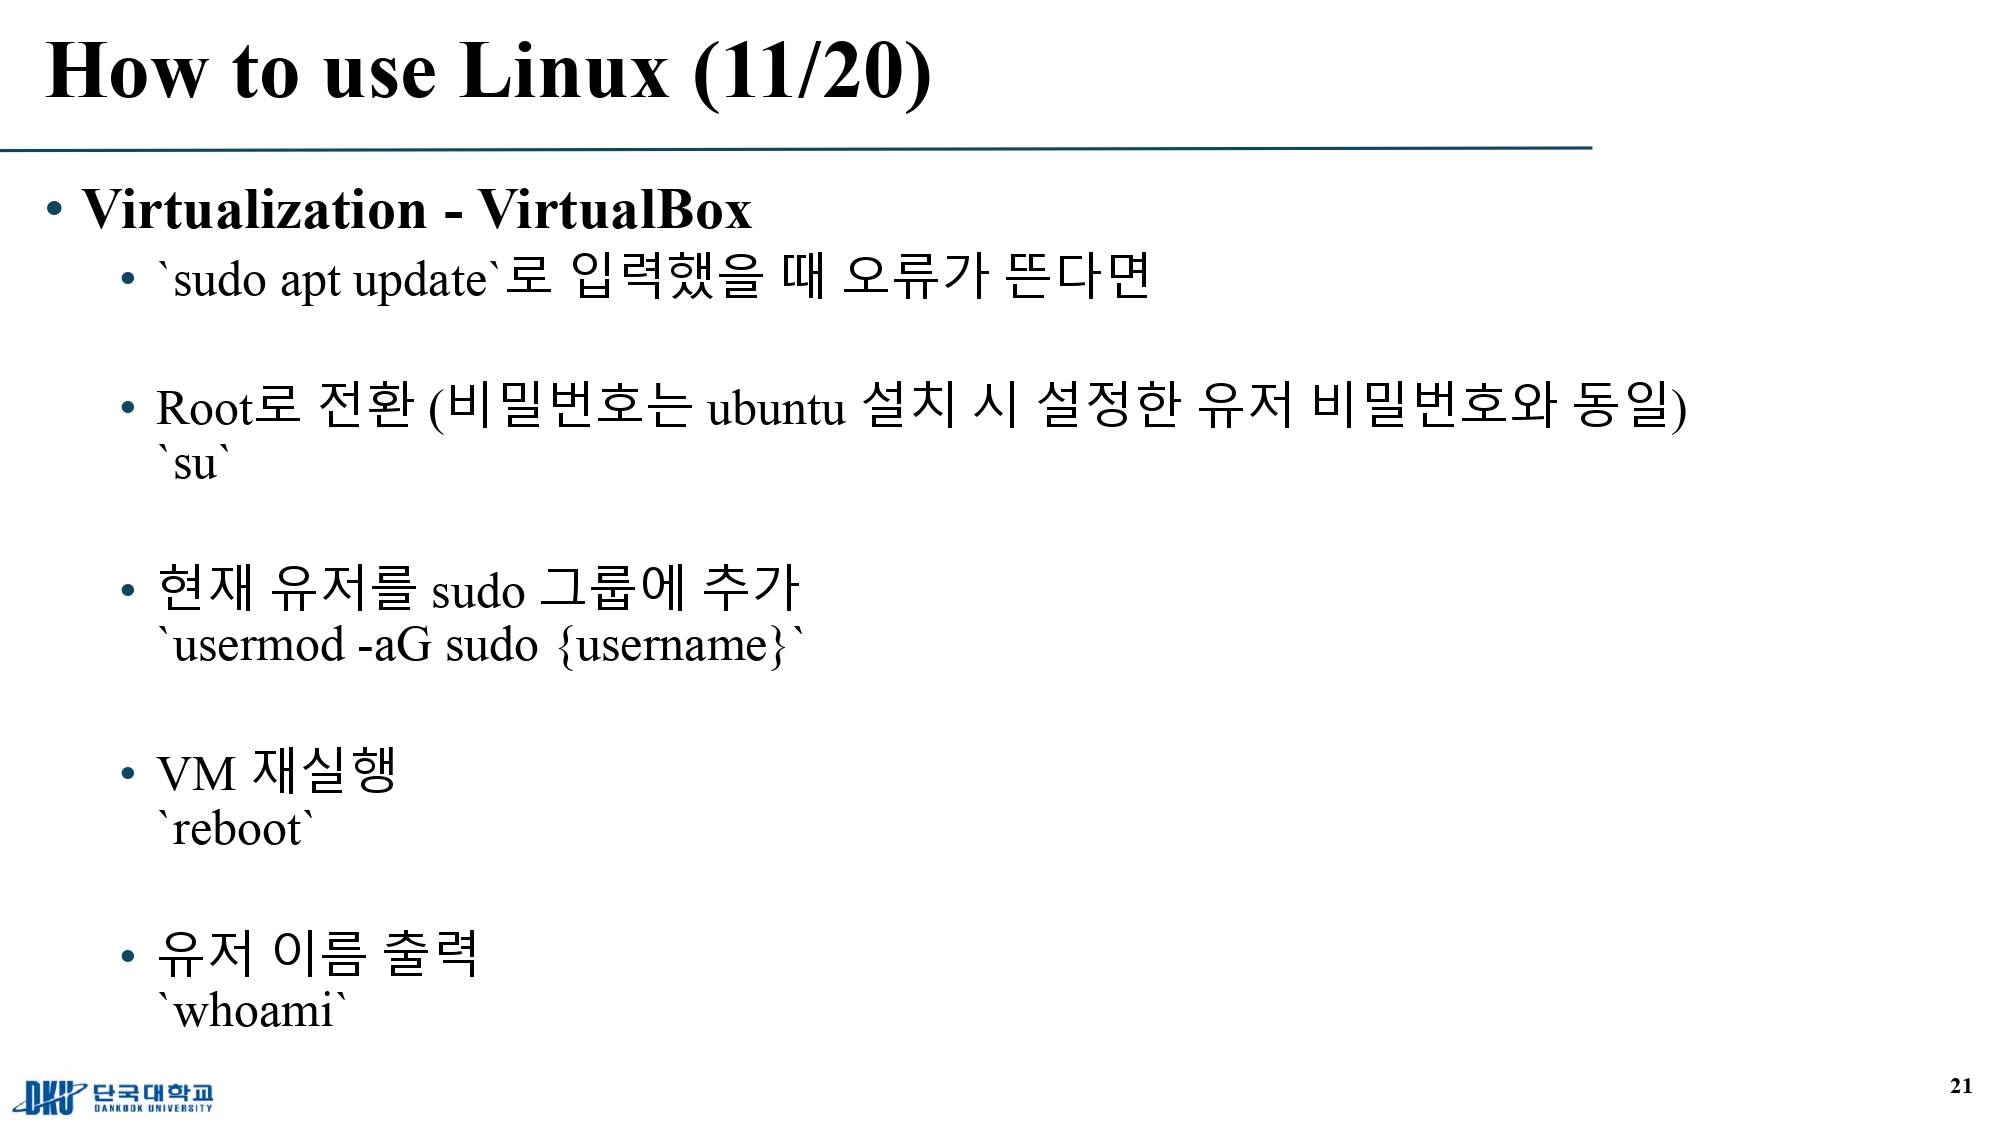 How to use Linux (11/20)
• Virtualization - VirtualBox
• `sudo apt update`로 입력했을 때 오류가 뜬다면
• Root로 전환 (비밀번호는 ubuntu 설치 시 설정한 유저 비밀번호와 동일)
`su`
• 현재 유저를 sudo 그룹에 추가
`usermod -aG sudo {username}`
• VM 재실행
`reboot`
• 유저 이름 출력
`whoami`
DKU 단국대학교
DANKOOK UNIVERSITY
21